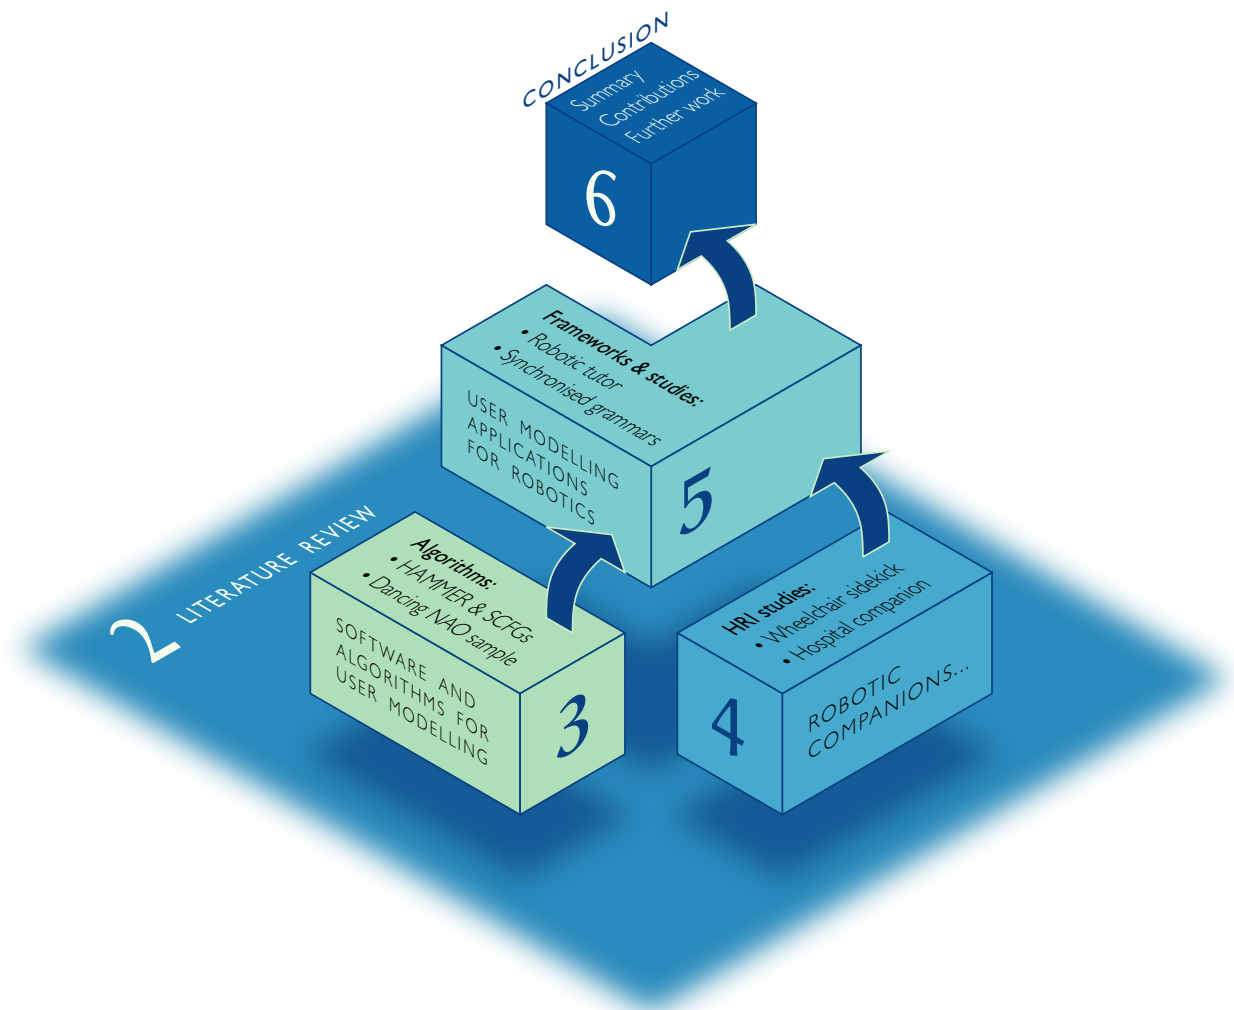 CONCLUSION
Summary
Contributions
Further work
6
Frameworks & studies:
• Robotic tutor
• Synchronised grammars
USER MODELLING
APPLICATIONS
FOR ROBOTICS
5
2 LITERATURE REVIEW
Algorithms:
• HAMMER & SCFGs
• Dancing NAO sample
SOFTWARE AND
ALGORITHMS FOR
USER MODELLING
3
HRI studies:
• Wheelchair sidekick
• Hospital companion
4
ROBOTIC
COMPANIONS...